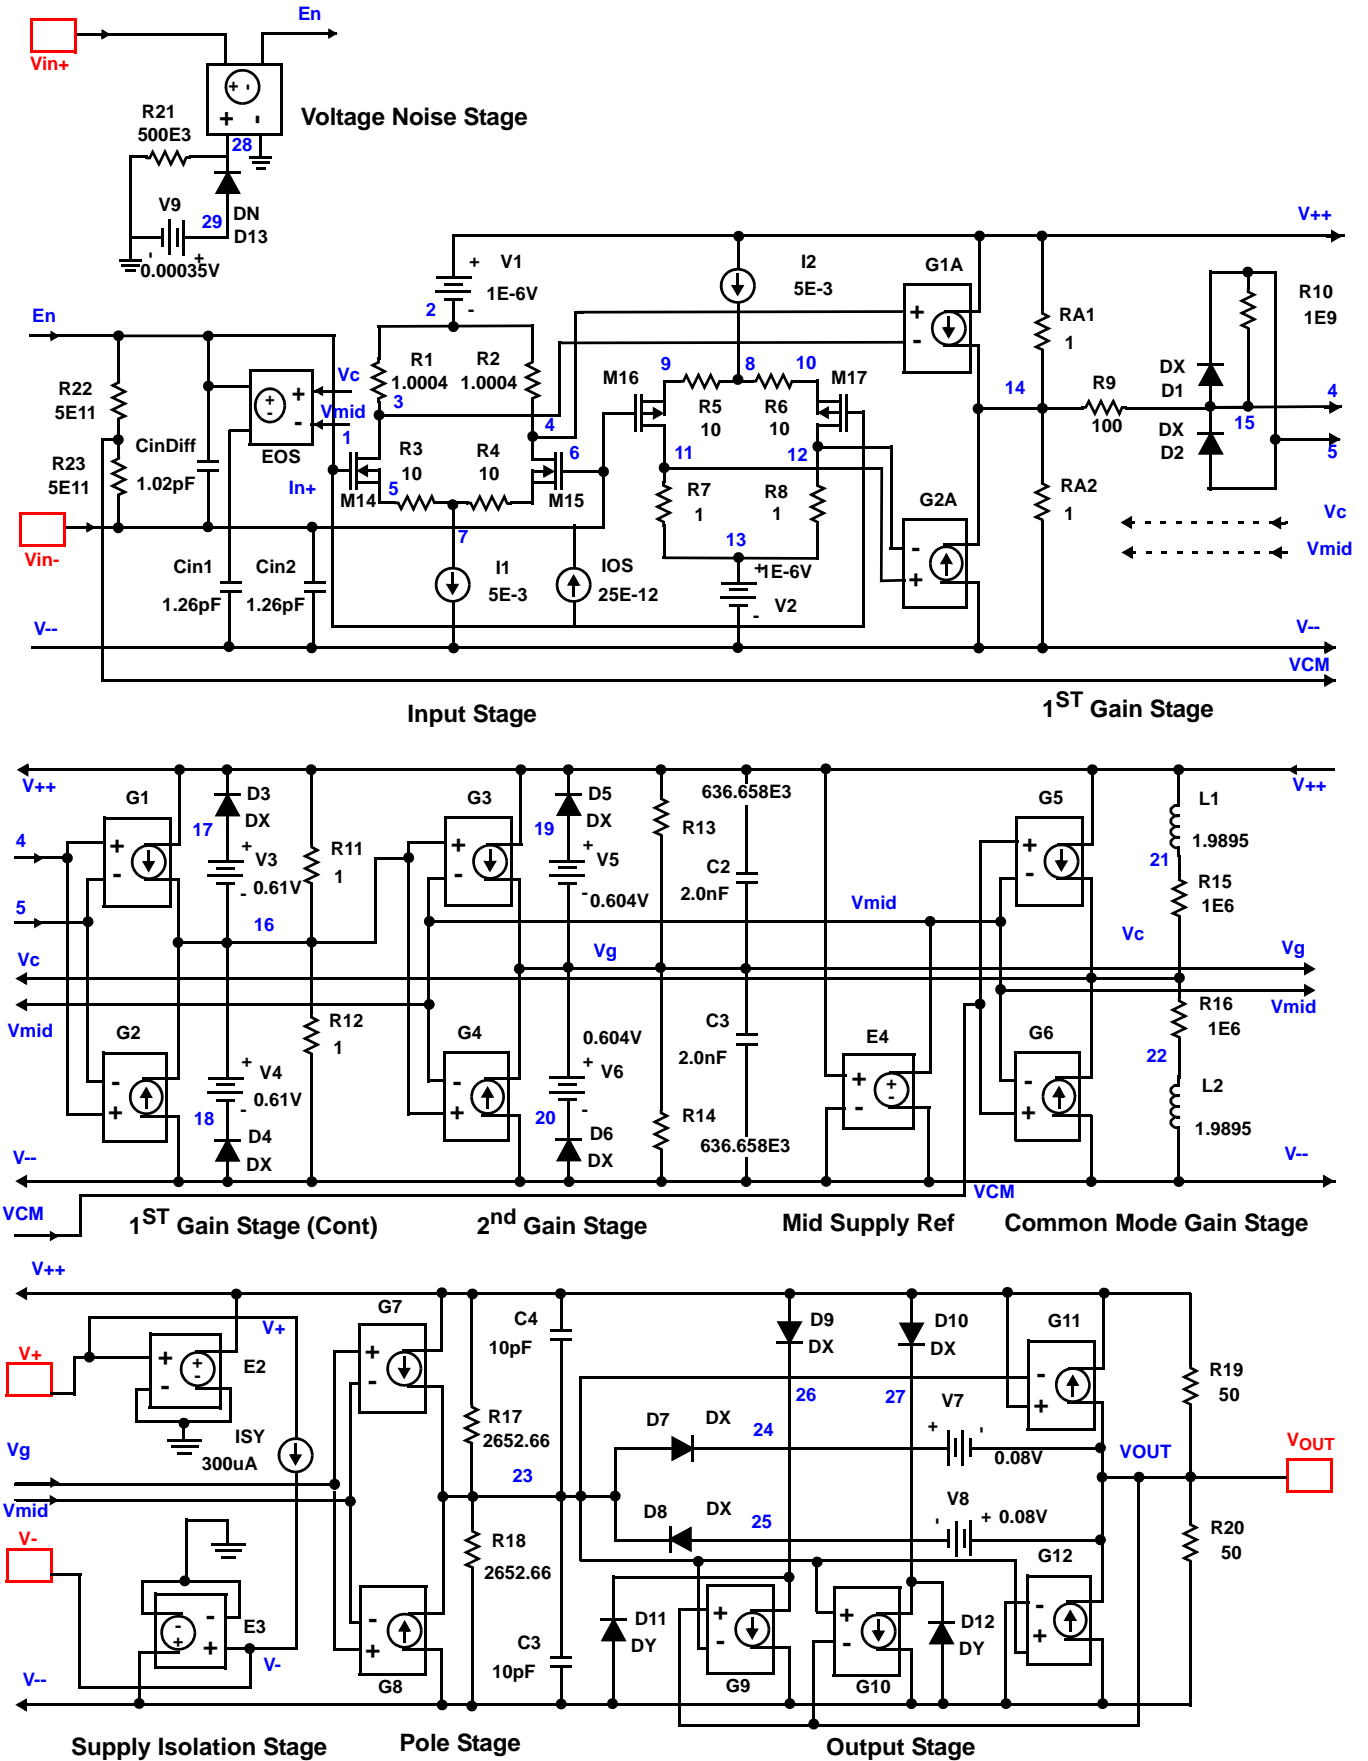 En
Vin+
R21
500E3
Voltage Noise Stage
+ -
+ -
28
V9
29
DN
D13
-
+
0.00035V
V++
+
V1
1E-6V
-
2
I2
5E-3
G1A
+
-
RA1
1
R10
1E9
En
R22
5E11
R23
5E11
Vc
Vmid
+
-
+
-
EOS
1
In+
CinDiff
1.02pF
R1
1.0004
R2
1.0004
3
4
R3
10
R4
10
5
6
7
M14
M15
M16
M17
9
8
10
R5
10
R6
10
11
12
R7
1
R8
1
13
14
R9
100
DX
D1
DX
D2
15
4
5
RA2
1
G2A
-
+
Vc
Vmid
Vin-
Cin1
1.26pF
Cin2
1.26pF
I1
5E-3
IOS
25E-12
+
1E-6V
V2
-
V--
V--
VCM
Input Stage
1ST Gain Stage
V++
V++
G1
+
-
D3
DX
17
+
V3
0.61V
-
R11
1
G3
+
-
D5
DX
19
+
V5
-
0.604V
R13
636.658E3
C2
2.0nF
G5
+
-
L1
1.9895
21
R15
1E6
4
5
16
Vmid
Vc
Vg
Vg
Vc
Vmid
Vmid
G2
-
+
R12
1
+
V4
0.61V
-
18
D4
DX
G4
-
+
0.604V
+
V6
-
20
D6
DX
C3
2.0nF
R14
636.658E3
E4
+
-
+
-
G6
-
+
R16
1E6
22
L2
1.9895
V--
V--
VCM
VCM
1ST Gain Stage (Cont)
2nd Gain Stage
Mid Supply Ref
Common Mode Gain Stage
V++
V+
V+
+
-
+
-
E2
ISY
300uA
G7
+
-
C4
10pF
R17
2652.66
D9
DX
D10
DX
G11
-
+
R19
50
26
27
D7
DX
24
V7
+
-
0.08V
VOUT
VOUT
Vg
Vmid
23
D8
DX
25
V8
-
+ 0.08V
R18
2652.66
R20
50
V-
-
+
-
+
E3
V-
G8
-
+
C3
10pF
D11
DY
+
-
G9
+
-
G10
D12
DY
G12
-
+
V--
Supply Isolation Stage
Pole Stage
Output Stage